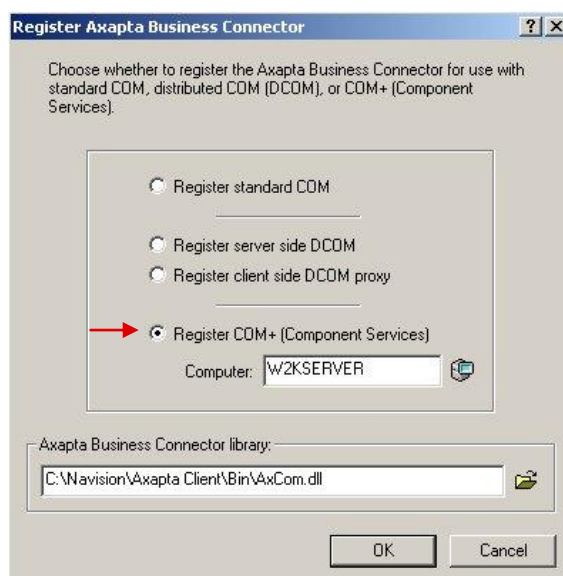 Register Axapta Business Connector
Choose whether to register the Axapta Business Connector for use with
standard COM, distributed COM (DCOM), or COM+ (Component
Services).
Register standard COM
Register server side DCOM
Register client side DCOM proxy
Register COM+ (Component Services)
Computer: W2KSERVER
Axapta Business Connector library:
C:\Navision\Axapta Client\Bin\AxCom.dll
OK Cancel